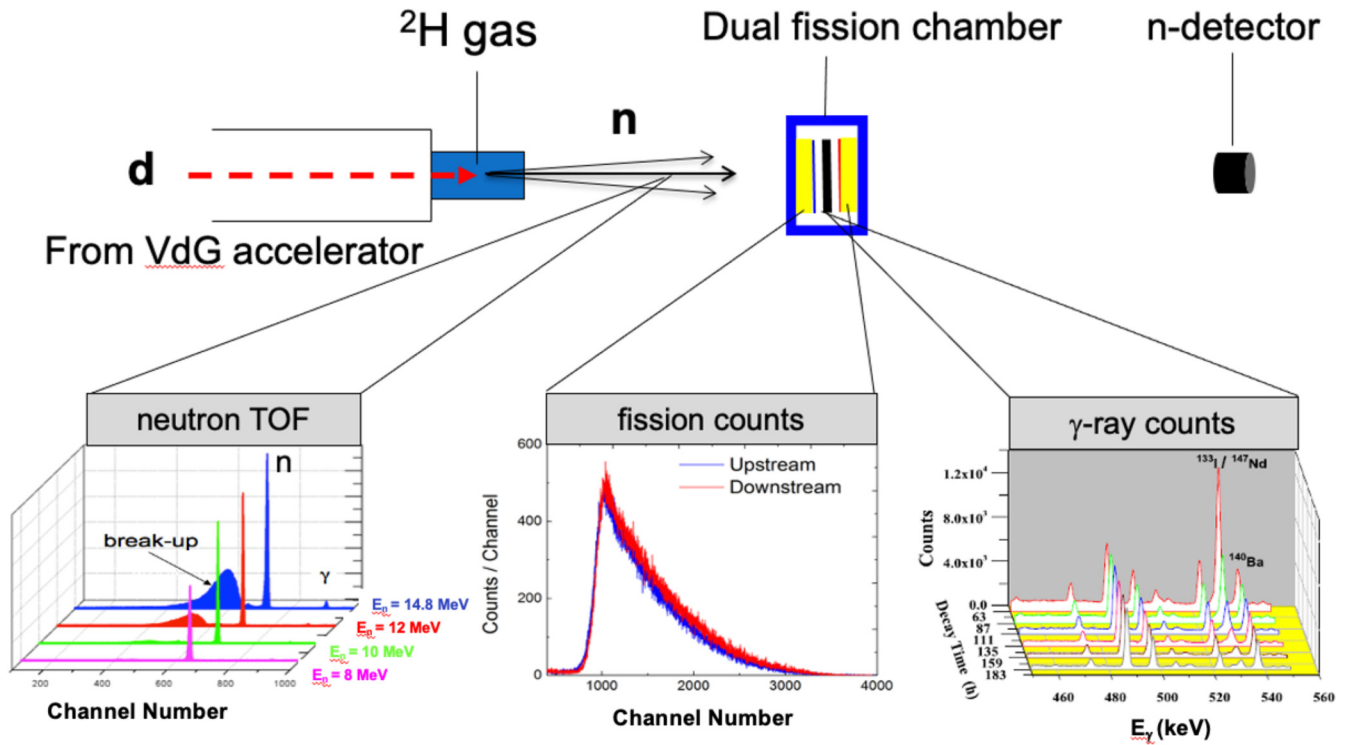 ²H gas
Dual fission chamber
n-detector
n
d
From VdG accelerator
neutron TOF
fission counts
γ-ray counts
n
break-up
γ
Eₙ = 14.8 MeV
Eₙ = 12 MeV
Eₙ = 10 MeV
Eₙ = 8 MeV
200 400 600 800 1000
Channel Number
600
400
200
0
Counts / Channel
Upstream
Downstream
1000 2000 3000 4000
Channel Number
¹³³I / ¹⁴⁷Nd
¹⁴⁰Ba
1.2x10⁴
8.0x10³
4.0x10³
0.0
Counts
63
87
111
135
159
183
Decay Time (h)
460 480 500 520 540 560
Eγ (keV)